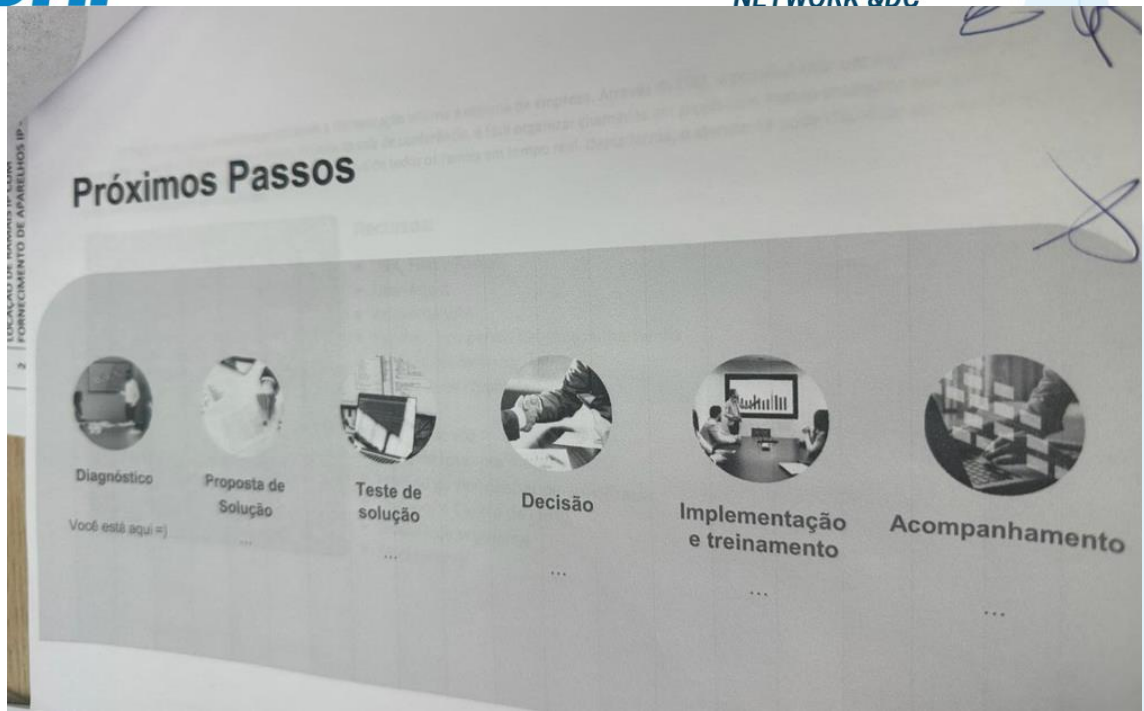 NETWORK QDC
LOCAÇÃO DE RAMAIS IP COM
FORNECIMENTO DE APARELHOS IP -
2
Próximos Passos
Diagnóstico
Você está aqui =)
Proposta de
Solução
...
Teste de
solução
...
Decisão
...
Implementação
e treinamento
...
Acompanhamento
...